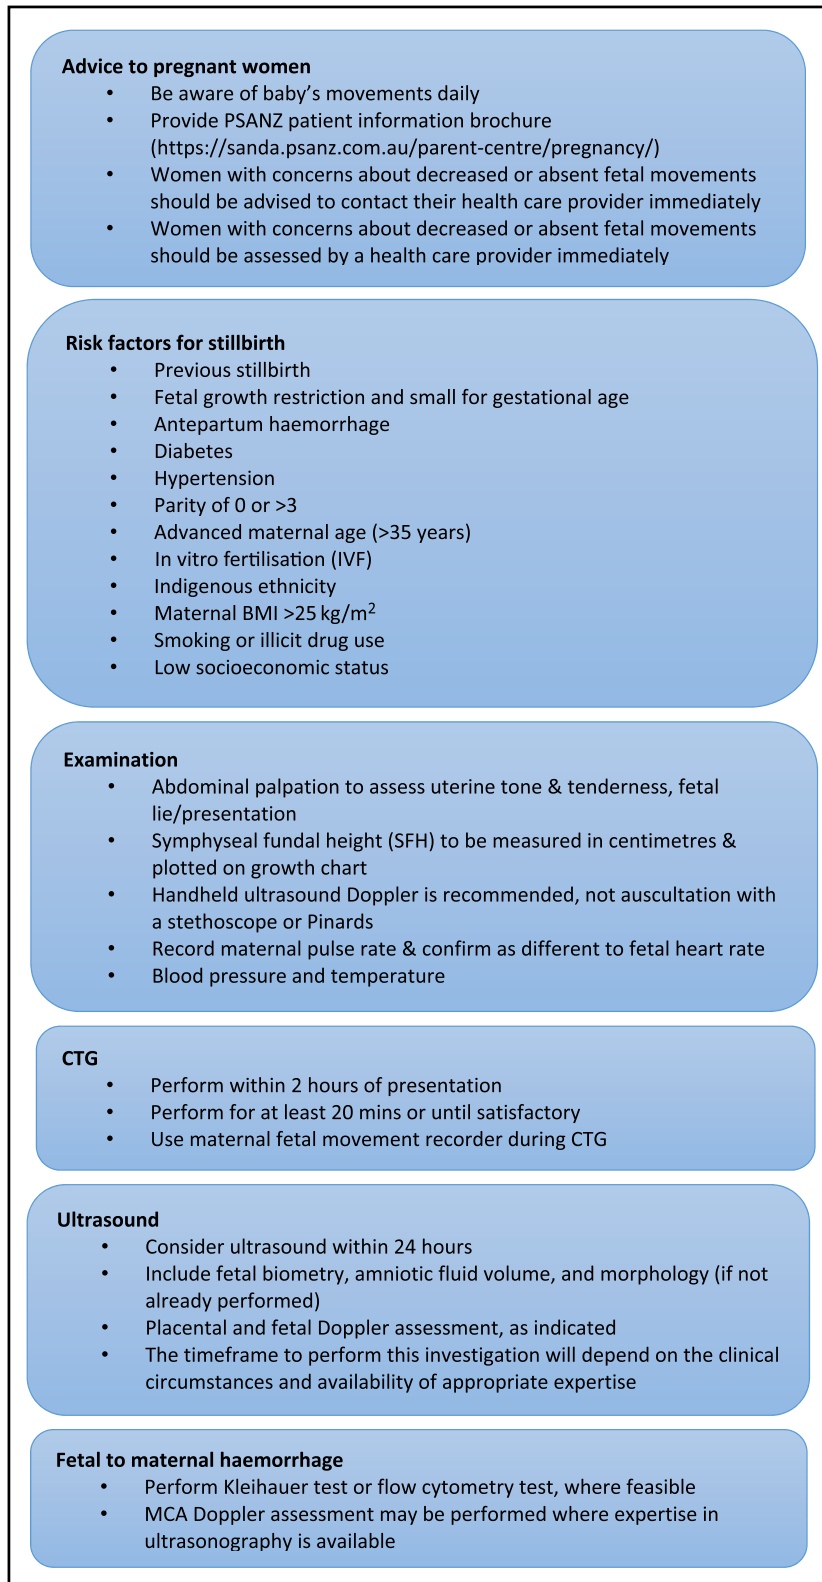 Advice to pregnant women
• Be aware of baby's movements daily
• Provide PSANZ patient information brochure
(https://sanda.psanz.com.au/parent-centre/pregnancy/)
• Women with concerns about decreased or absent fetal movements
should be advised to contact their health care provider immediately
• Women with concerns about decreased or absent fetal movements
should be assessed by a health care provider immediately
Risk factors for stillbirth
• Previous stillbirth
• Fetal growth restriction and small for gestational age
• Antepartum haemorrhage
• Diabetes
• Hypertension
• Parity of 0 or >3
• Advanced maternal age (>35 years)
• In vitro fertilisation (IVF)
• Indigenous ethnicity
• Maternal BMI >25 kg/m²
• Smoking or illicit drug use
• Low socioeconomic status
Examination
• Abdominal palpation to assess uterine tone & tenderness, fetal
lie/presentation
• Symphyseal fundal height (SFH) to be measured in centimetres &
plotted on growth chart
• Handheld ultrasound Doppler is recommended, not auscultation with
a stethoscope or Pinards
• Record maternal pulse rate & confirm as different to fetal heart rate
• Blood pressure and temperature
CTG
• Perform within 2 hours of presentation
• Perform for at least 20 mins or until satisfactory
• Use maternal fetal movement recorder during CTG
Ultrasound
• Consider ultrasound within 24 hours
• Include fetal biometry, amniotic fluid volume, and morphology (if not
already performed)
• Placental and fetal Doppler assessment, as indicated
• The timeframe to perform this investigation will depend on the clinical
circumstances and availability of appropriate expertise
Fetal to maternal haemorrhage
• Perform Kleihauer test or flow cytometry test, where feasible
• MCA Doppler assessment may be performed where expertise in
ultrasonography is available